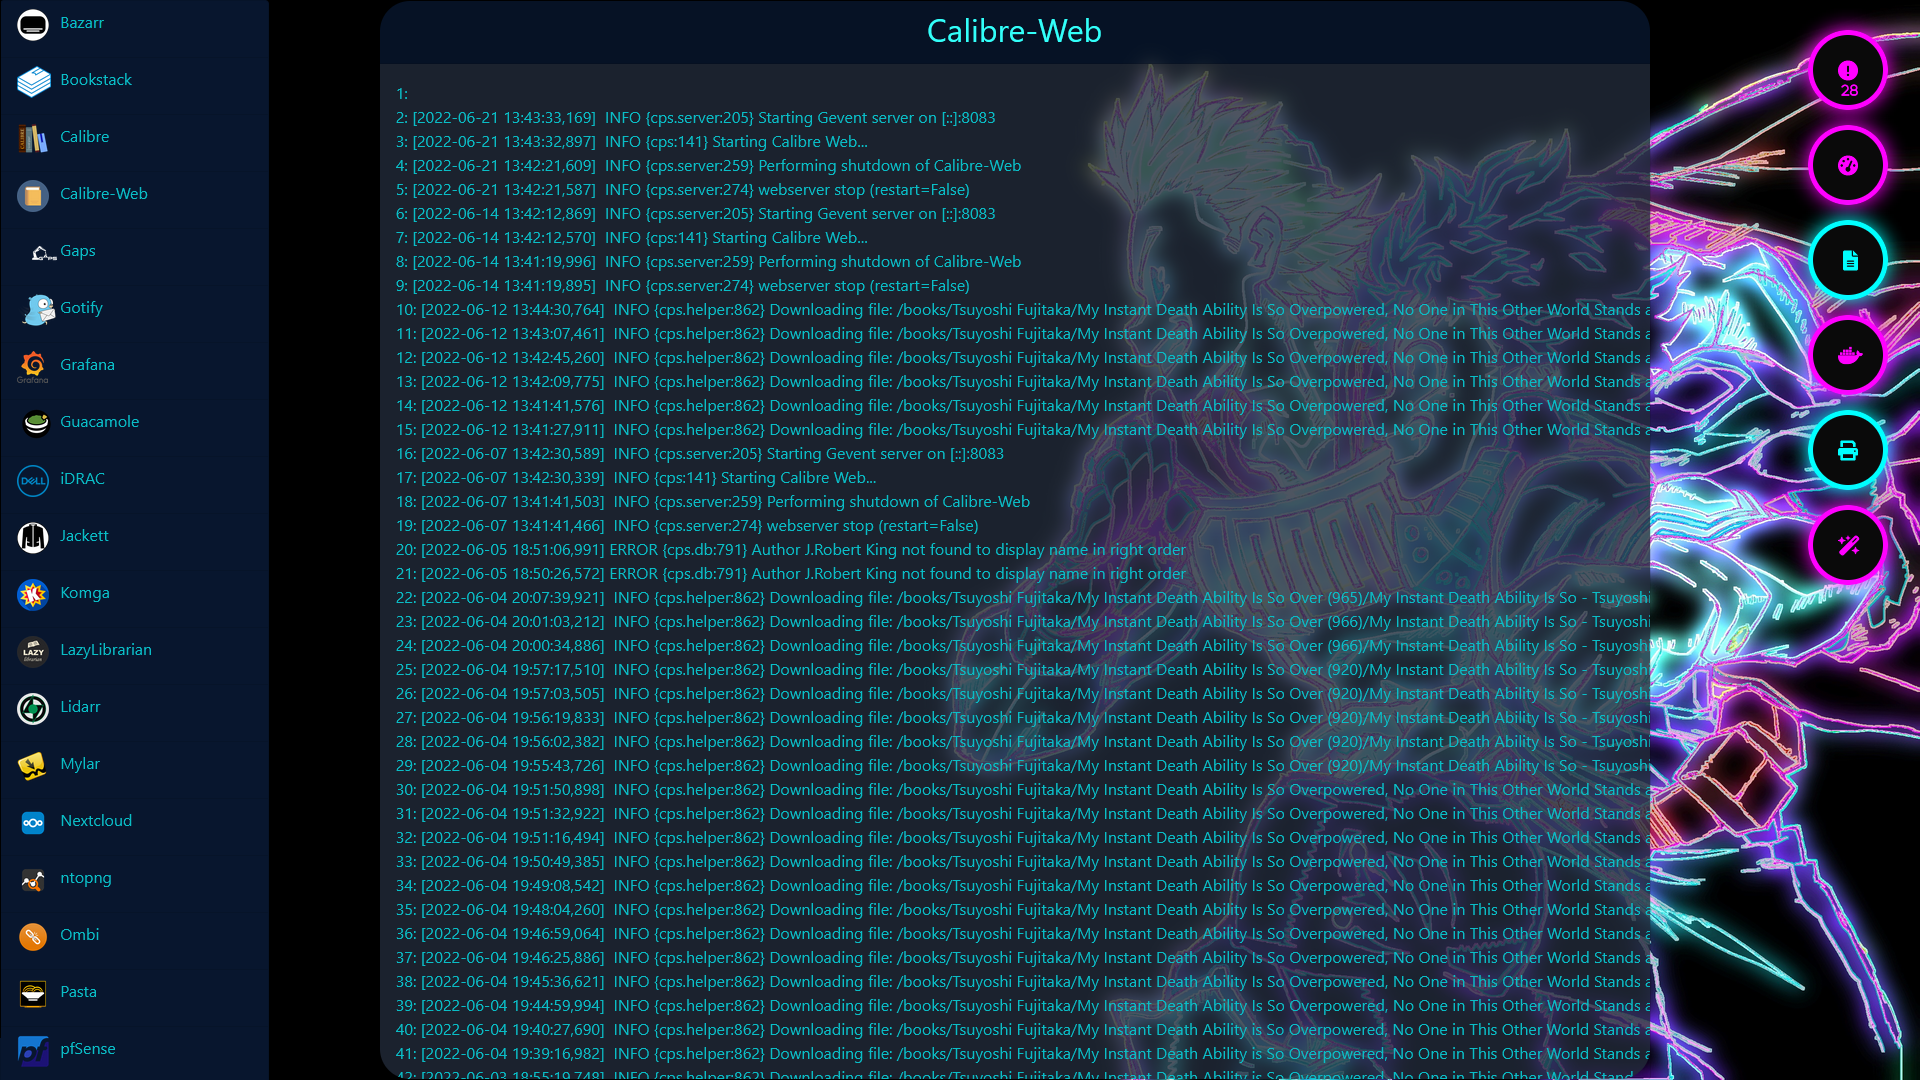 Bazarr
Bookstack
Calibre
Calibre-Web
Gaps
Gotify
Grafana
Guacamole
iDRAC
Jackett
Komga
LazyLibrarian
Lidarr
Mylar
Nextcloud
ntopng
Ombi
Pasta
pfSense
Calibre-Web
1:
2: [2022-06-21 13:43:33,169] INFO {cps.server:205} Starting Gevent server on [::]:8083
3: [2022-06-21 13:43:32,897] INFO {cps:141} Starting Calibre Web...
4: [2022-06-21 13:42:21,609] INFO {cps.server:259} Performing shutdown of Calibre-Web
5: [2022-06-21 13:42:21,587] INFO {cps.server:274} webserver stop (restart=False)
6: [2022-06-14 13:42:12,869] INFO {cps.server:205} Starting Gevent server on [::]:8083
7: [2022-06-14 13:42:12,570] INFO {cps:141} Starting Calibre Web...
8: [2022-06-14 13:41:19,996] INFO {cps.server:259} Performing shutdown of Calibre-Web
9: [2022-06-14 13:41:19,895] INFO {cps.server:274} webserver stop (restart=False)
10: [2022-06-12 13:44:30,764] INFO {cps.helper:862} Downloading file: /books/Tsuyoshi Fujitaka/My Instant Death Ability Is So Overpowered, No One in This Other World Stands a
11: [2022-06-12 13:43:07,461] INFO {cps.helper:862} Downloading file: /books/Tsuyoshi Fujitaka/My Instant Death Ability Is So Overpowered, No One in This Other World Stands a
12: [2022-06-12 13:42:45,260] INFO {cps.helper:862} Downloading file: /books/Tsuyoshi Fujitaka/My Instant Death Ability Is So Overpowered, No One in This Other World Stands a
13: [2022-06-12 13:42:09,775] INFO {cps.helper:862} Downloading file: /books/Tsuyoshi Fujitaka/My Instant Death Ability Is So Overpowered, No One in This Other World Stands a
14: [2022-06-12 13:41:41,576] INFO {cps.helper:862} Downloading file: /books/Tsuyoshi Fujitaka/My Instant Death Ability Is So Overpowered, No One in This Other World Stands a
15: [2022-06-12 13:41:27,911] INFO {cps.helper:862} Downloading file: /books/Tsuyoshi Fujitaka/My Instant Death Ability Is So Overpowered, No One in This Other World Stands a
16: [2022-06-07 13:42:30,589] INFO {cps.server:205} Starting Gevent server on [::]:8083
17: [2022-06-07 13:42:30,339] INFO {cps:141} Starting Calibre Web...
18: [2022-06-07 13:41:41,503] INFO {cps.server:259} Performing shutdown of Calibre-Web
19: [2022-06-07 13:41:41,466] INFO {cps.server:274} webserver stop (restart=False)
20: [2022-06-05 18:51:06,991] ERROR {cps.db:791} Author J.Robert King not found to display name in right order
21: [2022-06-05 18:50:26,572] ERROR {cps.db:791} Author J.Robert King not found to display name in right order
22: [2022-06-04 20:07:39,921] INFO {cps.helper:862} Downloading file: /books/Tsuyoshi Fujitaka/My Instant Death Ability Is So Over (965)/My Instant Death Ability Is So - Tsuyoshi
23: [2022-06-04 20:01:03,212] INFO {cps.helper:862} Downloading file: /books/Tsuyoshi Fujitaka/My Instant Death Ability Is So Over (966)/My Instant Death Ability Is So - Tsuyoshi
24: [2022-06-04 20:00:34,886] INFO {cps.helper:862} Downloading file: /books/Tsuyoshi Fujitaka/My Instant Death Ability Is So Over (966)/My Instant Death Ability Is So - Tsuyoshi
25: [2022-06-04 19:57:17,510] INFO {cps.helper:862} Downloading file: /books/Tsuyoshi Fujitaka/My Instant Death Ability Is So Over (920)/My Instant Death Ability Is So - Tsuyoshi
26: [2022-06-04 19:57:03,505] INFO {cps.helper:862} Downloading file: /books/Tsuyoshi Fujitaka/My Instant Death Ability Is So Over (920)/My Instant Death Ability Is So - Tsuyoshi
27: [2022-06-04 19:56:19,833] INFO {cps.helper:862} Downloading file: /books/Tsuyoshi Fujitaka/My Instant Death Ability Is So Over (920)/My Instant Death Ability Is So - Tsuyoshi
28: [2022-06-04 19:56:02,382] INFO {cps.helper:862} Downloading file: /books/Tsuyoshi Fujitaka/My Instant Death Ability Is So Over (920)/My Instant Death Ability Is So - Tsuyoshi
29: [2022-06-04 19:55:43,726] INFO {cps.helper:862} Downloading file: /books/Tsuyoshi Fujitaka/My Instant Death Ability Is So Over (920)/My Instant Death Ability Is So - Tsuyoshi
30: [2022-06-04 19:51:50,898] INFO {cps.helper:862} Downloading file: /books/Tsuyoshi Fujitaka/My Instant Death Ability Is So Overpowered, No One in This Other World Stands a
31: [2022-06-04 19:51:32,922] INFO {cps.helper:862} Downloading file: /books/Tsuyoshi Fujitaka/My Instant Death Ability Is So Overpowered, No One in This Other World Stands a
32: [2022-06-04 19:51:16,494] INFO {cps.helper:862} Downloading file: /books/Tsuyoshi Fujitaka/My Instant Death Ability Is So Overpowered, No One in This Other World Stands a
33: [2022-06-04 19:50:49,385] INFO {cps.helper:862} Downloading file: /books/Tsuyoshi Fujitaka/My Instant Death Ability Is So Overpowered, No One in This Other World Stands a
34: [2022-06-04 19:49:08,542] INFO {cps.helper:862} Downloading file: /books/Tsuyoshi Fujitaka/My Instant Death Ability Is So Overpowered, No One in This Other World Stands a
35: [2022-06-04 19:48:04,260] INFO {cps.helper:862} Downloading file: /books/Tsuyoshi Fujitaka/My Instant Death Ability Is So Overpowered, No One in This Other World Stands a
36: [2022-06-04 19:46:59,064] INFO {cps.helper:862} Downloading file: /books/Tsuyoshi Fujitaka/My Instant Death Ability Is So Overpowered, No One in This Other World Stands a
37: [2022-06-04 19:46:25,886] INFO {cps.helper:862} Downloading file: /books/Tsuyoshi Fujitaka/My Instant Death Ability Is So Overpowered, No One in This Other World Stands a
38: [2022-06-04 19:45:36,621] INFO {cps.helper:862} Downloading file: /books/Tsuyoshi Fujitaka/My Instant Death Ability Is So Overpowered, No One in This Other World Stands a
39: [2022-06-04 19:44:59,994] INFO {cps.helper:862} Downloading file: /books/Tsuyoshi Fujitaka/My Instant Death Ability Is So Overpowered, No One in This Other World Stands a
40: [2022-06-04 19:40:27,690] INFO {cps.helper:862} Downloading file: /books/Tsuyoshi Fujitaka/My Instant Death Ability Is So Overpowered, No One in This Other World Stands a
41: [2022-06-04 19:39:16,982] INFO {cps.helper:862} Downloading file: /books/Tsuyoshi Fujitaka/My Instant Death Ability is So Overpowered, No One in This Other World Stands a
42: [2022-06-03 18:55:19,748] INFO {cps.helper:862} Downloading file: /books/Tsuyoshi Fujitaka/My Instant Death Ability Is So Overpowered, No One in This Other World Stand
28